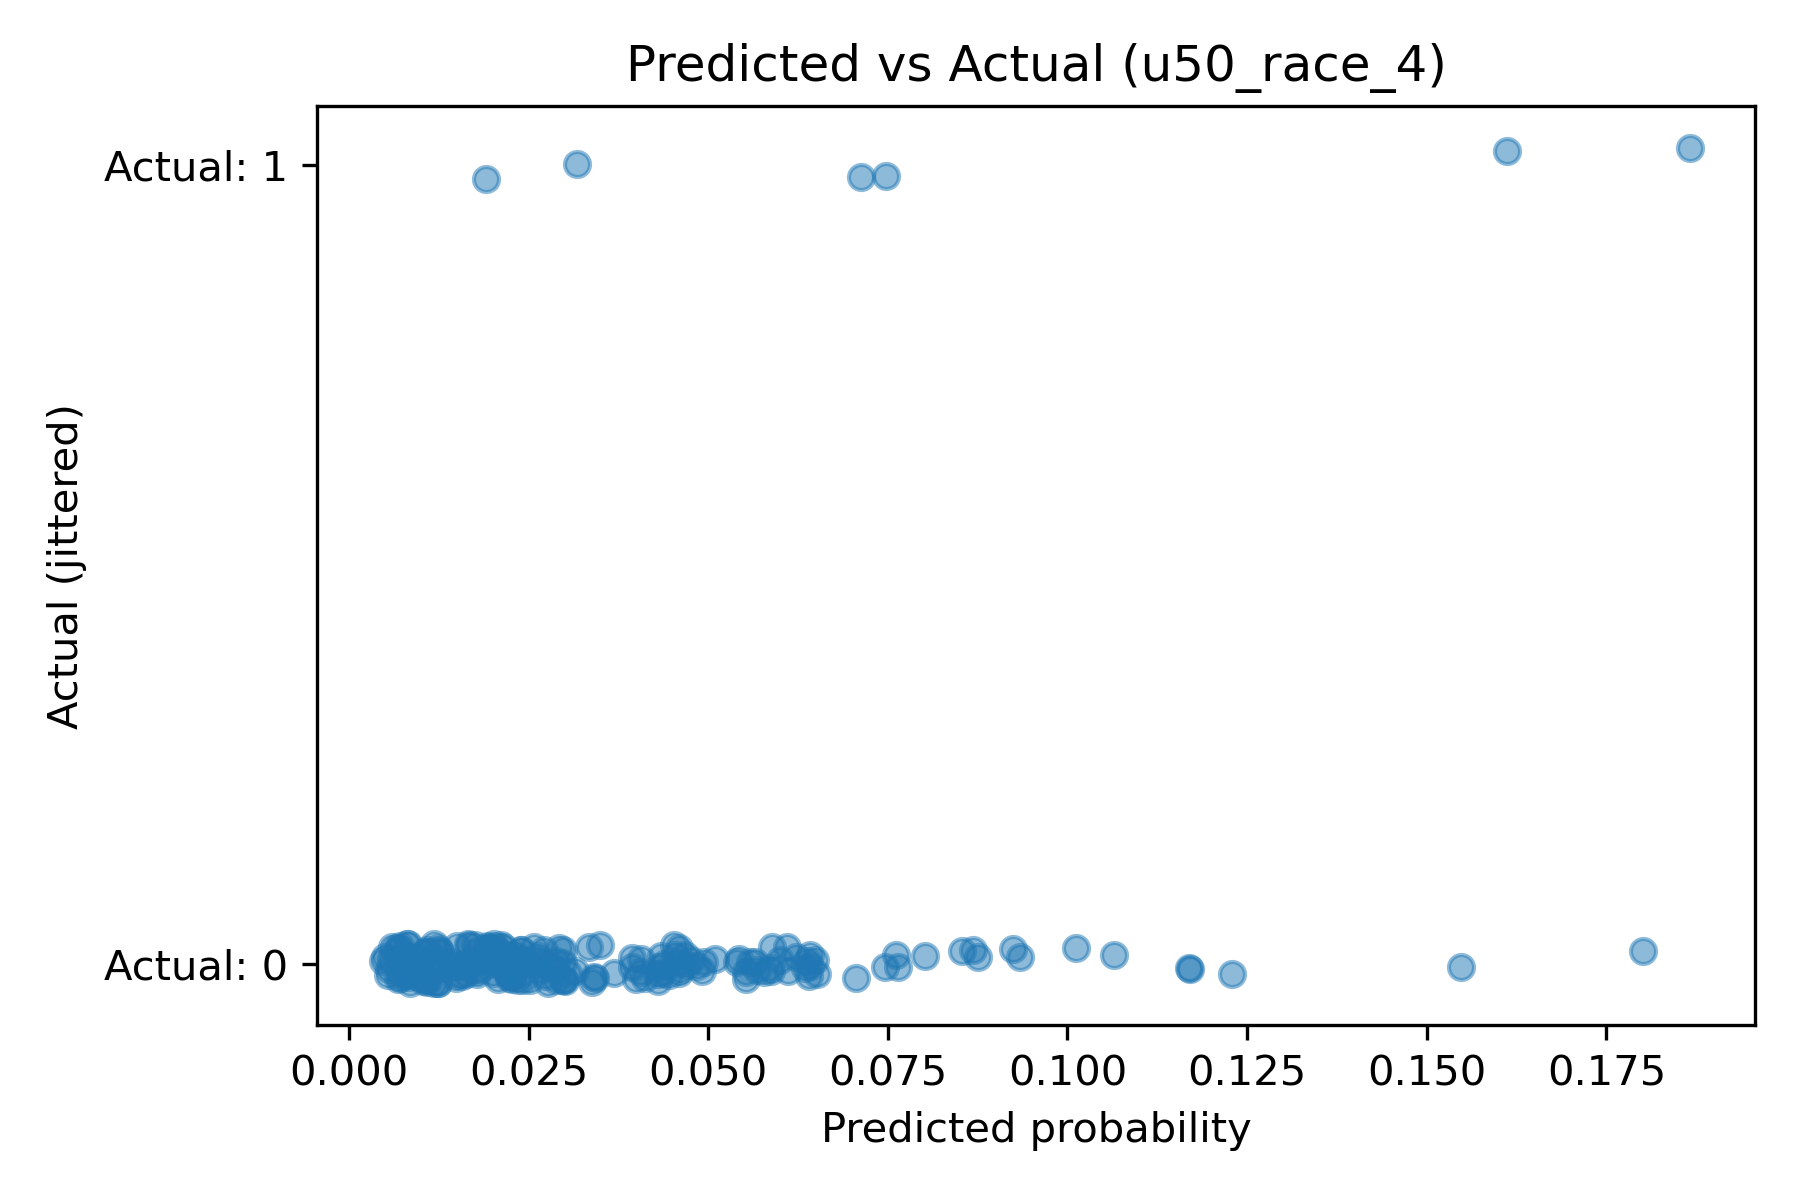 Predicted vs Actual (u50_race_4)
Actual: 1
Actual (jittered)
Actual: 0
0.000 0.025 0.050 0.075 0.100 0.125 0.150 0.175
Predicted probability